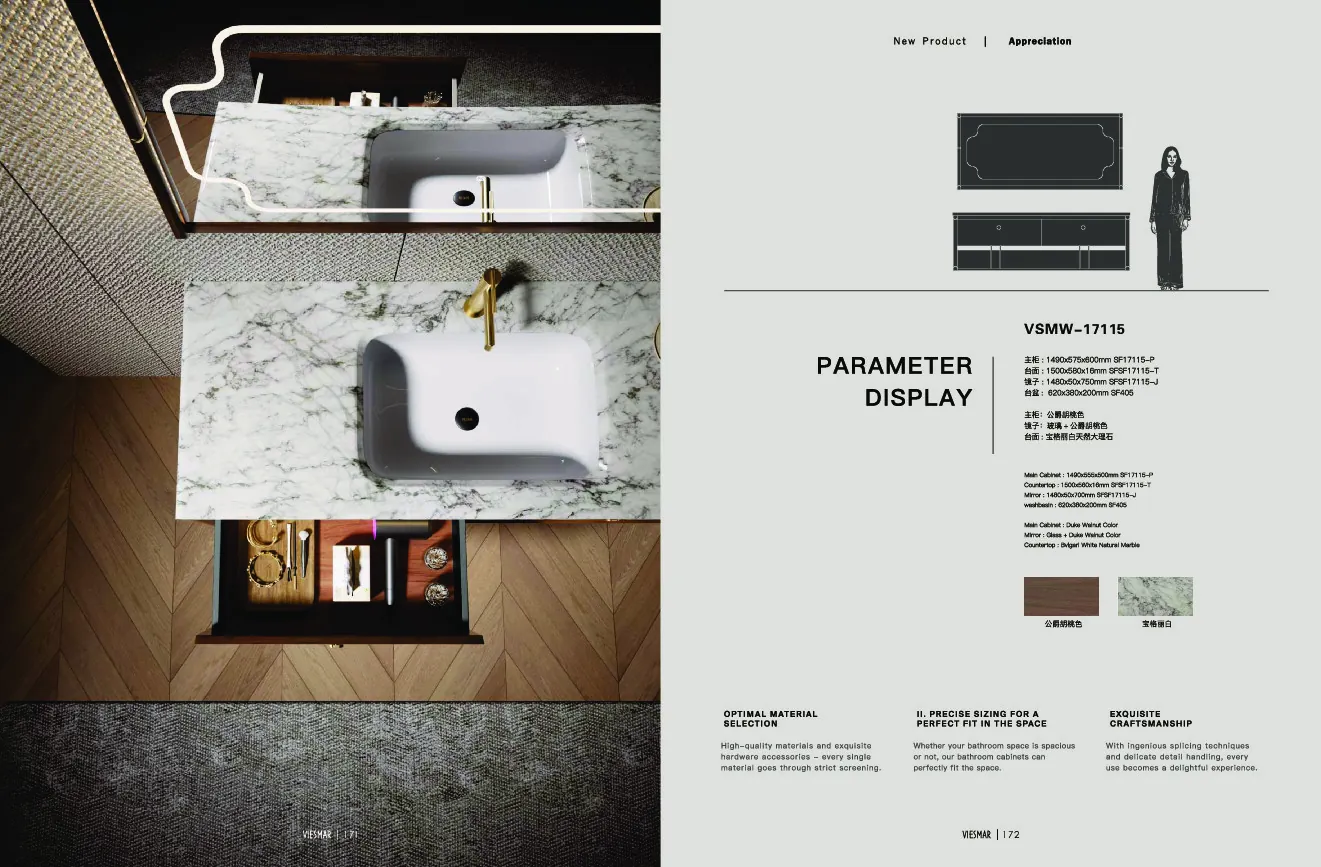 New Product | Appreciation
VSMW-17115
PARAMETER
DISPLAY
主柜 : 1490x575x600mm SF17115-P
台面 : 1500x580x16mm SFSF17115-T
镜子 : 1480x50x750mm SFSF17115-J
台盆 : 620x380x200mm SF405
主柜: 公爵胡桃色
镜子: 玻璃 + 公爵胡桃色
台面 : 宝格丽白天然大理石
Main Cabinet : 1490x555x500mm SF17115-P
Countertop : 1500x560x16mm SFSF17115-T
Mirror : 1480x50x700mm SFSF17115-J
weshbasin : 620x380x200mm SF405
Main Cabinet : Duke Walnut Color
Mirror : Glass + Duke Walnut Color
Countertop : Bvlgari White Natural Marble
公爵胡桃色
宝格丽白
OPTIMAL MATERIAL
SELECTION
High-quality materials and exquisite
hardware accessories - every single
material goes through strict screening.
II. PRECISE SIZING FOR A
PERFECT FIT IN THE SPACE
Whether your bathroom space is spacious
or not, our bathroom cabinets can
perfectly fit the space.
EXQUISITE
CRAFTSMANSHIP
With ingenious splicing techniques
and delicate detail handling, every
use becomes a delightful experience.
VIESMAR | 171
VIESMAR | 172